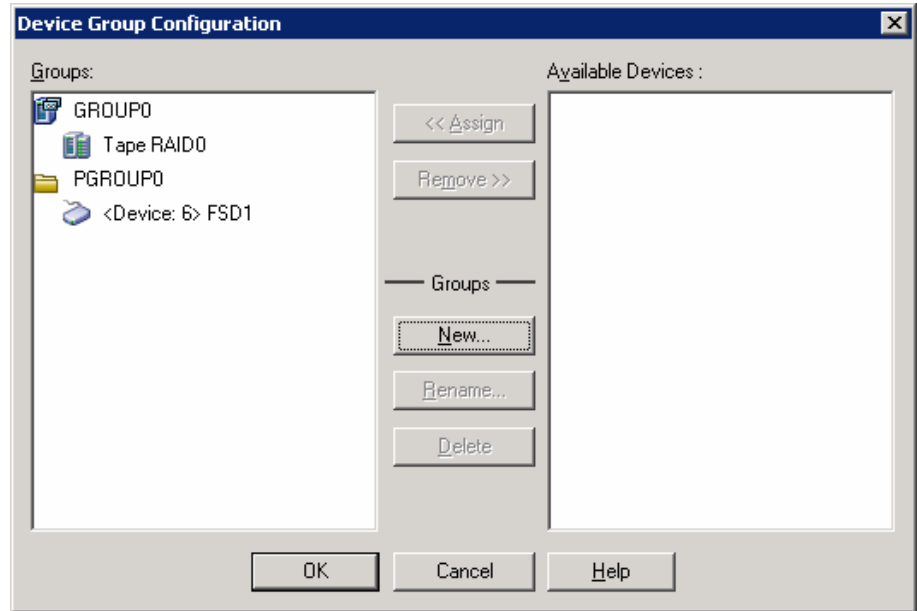 Device Group Configuration
Groups:
Available Devices :
GROUP0
Tape RAID0
PGROUP0
<Device: 6> FSD1
<< Assign
Remove >>
Groups
New...
Rename...
Delete
OK
Cancel
Help